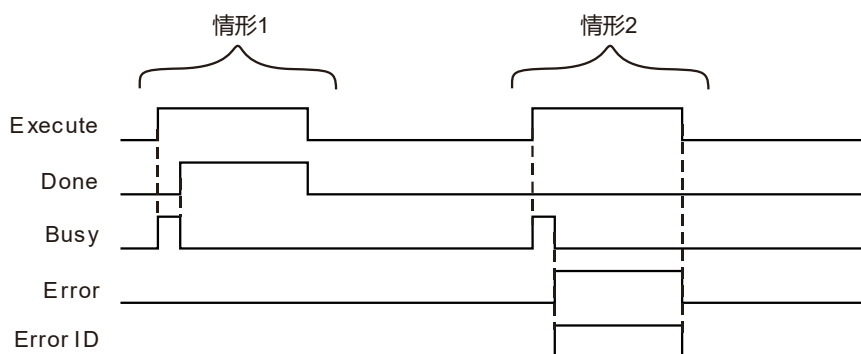 情形1
情形2
Execute
Done
Busy
Error
Error ID